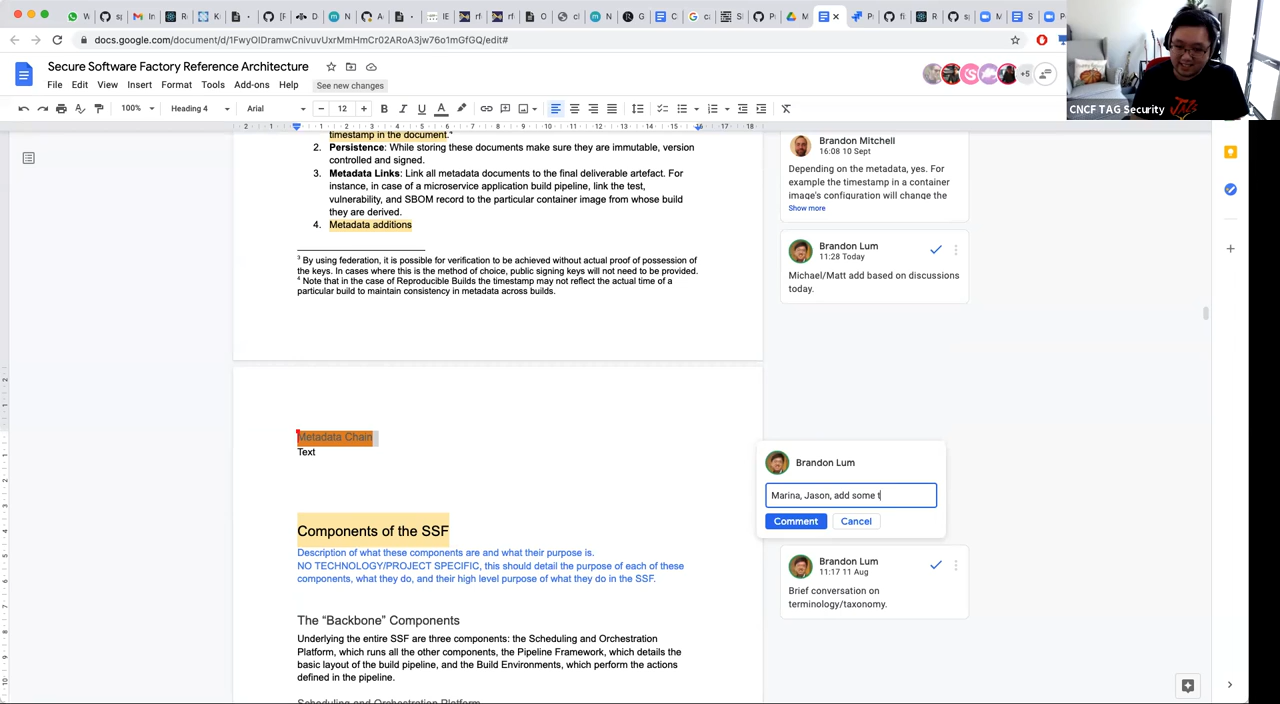 docs.google.com/document/d/1FwyOIDramwCnivuvUxrMmHmCr02ARoA3jw76o1mGfGQ/edit#
Secure Software Factory Reference Architecture
File Edit View Insert Format Tools Add-ons Help
See new changes
+5
CNCF TAG Security
100%
Heading 4
Arial
12
timestamp in the document.⁴
2. Persistence: While storing these documents make sure they are immutable, version
controlled and signed.
3. Metadata Links: Link all metadata documents to the final deliverable artefact. For
instance, in case of a microservice application build pipeline, link the test,
vulnerability, and SBOM record to the particular container image from whose build
they are derived.
4. Metadata additions
³ By using federation, it is possible for verification to be achieved without actual proof of possession of
the keys. In cases where this is the method of choice, public signing keys will not need to be provided.
⁴ Note that in the case of Reproducible Builds the timestamp may not reflect the actual time of a
particular build to maintain consistency in metadata across builds.
Metadata Chain
Text
Components of the SSF
Description of what these components are and what their purpose is.
NO TECHNOLOGY/PROJECT SPECIFIC, this should detail the purpose of each of these
components, what they do, and their high level purpose of what they do in the SSF.
The “Backbone” Components
Underlying the entire SSF are three components: the Scheduling and Orchestration
Platform, which runs all the other components, the Pipeline Framework, which details the
basic layout of the build pipeline, and the Build Environments, which perform the actions
defined in the pipeline.
Scheduling and Orchestration Platform
Brandon Mitchell
16:08 10 Sept
Depending on the metadata, yes. For
example the timestamp in a container
image's configuration will change the
Show more
Brandon Lum
11:28 Today
Michael/Matt add based on discussions
today.
Brandon Lum
Marina, Jason, add some t
Comment Cancel
Brandon Lum
11:17 11 Aug
Brief conversation on
terminology/taxonomy.